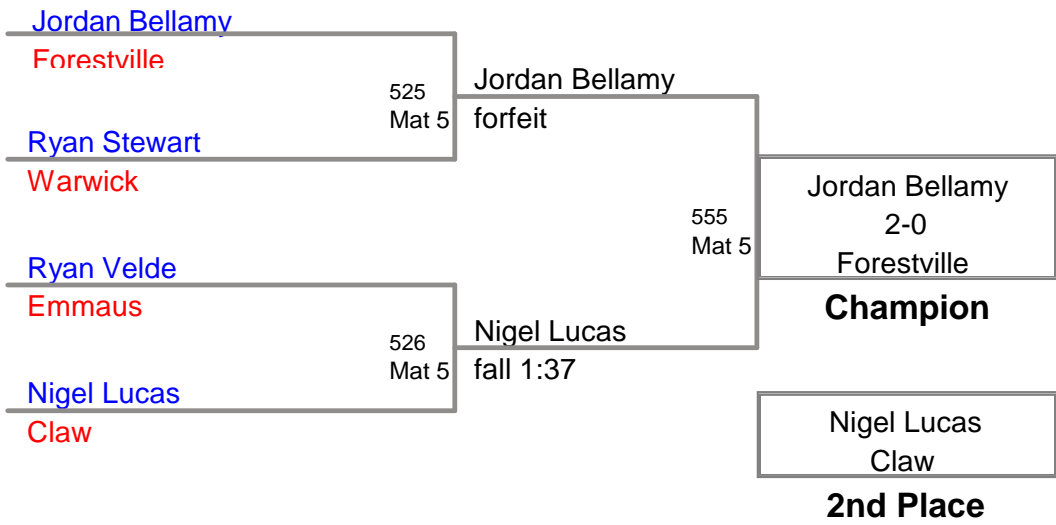 Jordan Bellamy
Forestville
525
Mat 5
Jordan Bellamy
forfeit
Ryan Stewart
Warwick
555
Mat 5
Jordan Bellamy
2-0
Forestville
Champion
Ryan Velde
Emmaus
526
Mat 5
Nigel Lucas
fall 1:37
Nigel Lucas
Claw
Nigel Lucas
Claw
2nd Place